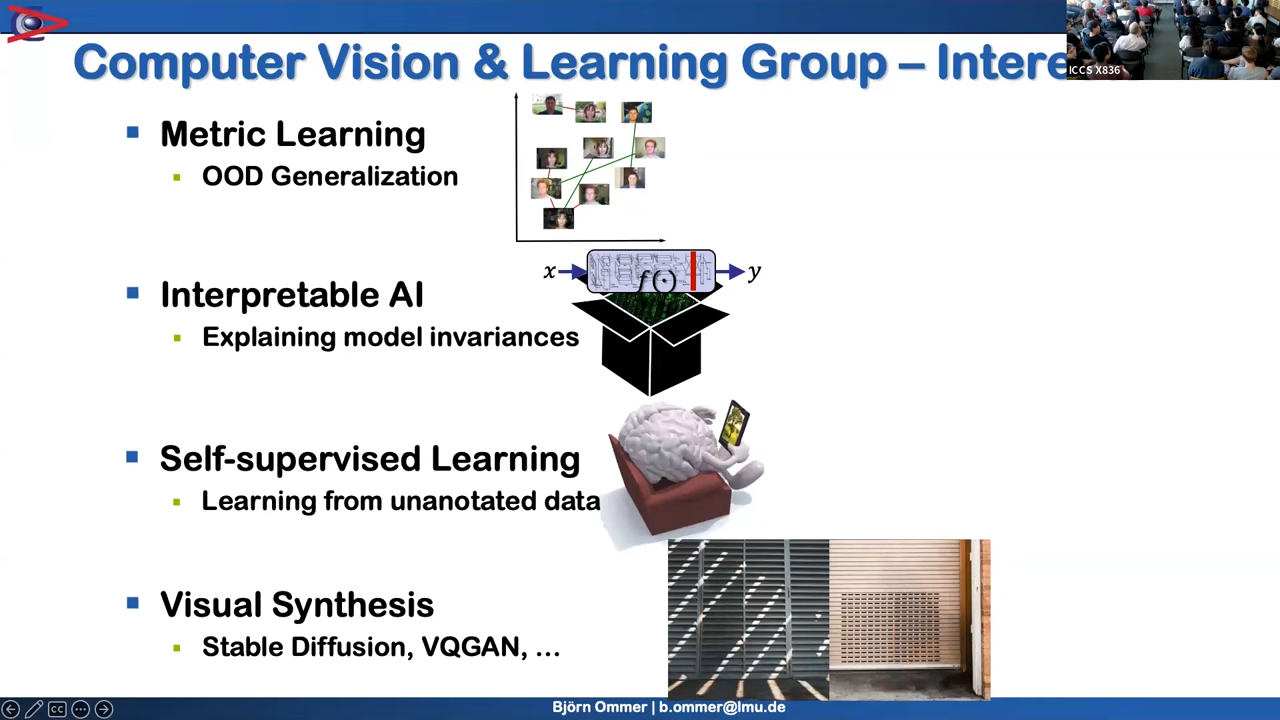 Computer Vision & Learning Group – Intere
ICCS X836
Metric Learning
OOD Generalization
x
f(·)
y
Interpretable AI
Explaining model invariances
Self-supervised Learning
Learning from unanotated data
Visual Synthesis
Stable Diffusion, VQGAN, ...
CC
Björn Ommer | b.ommer@lmu.de